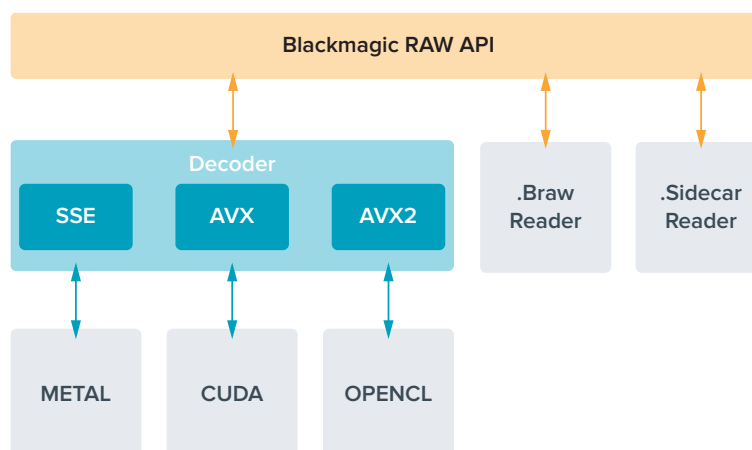 Blackmagic RAW API
Decoder
SSE
AVX
AVX2
.Braw
Reader
.Sidecar
Reader
METAL
CUDA
OPENCL